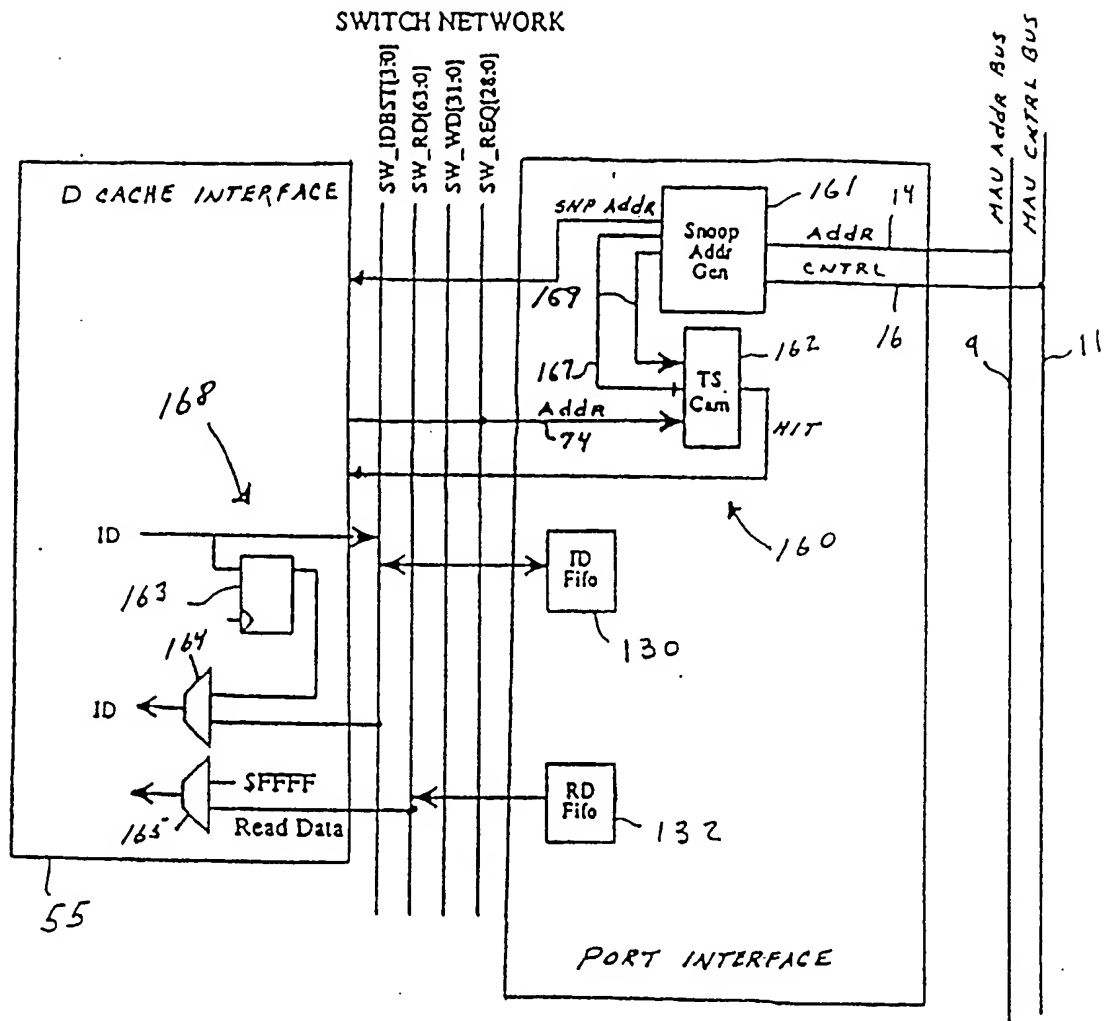 SWITCH NETWORK
SW_IDBST[3:0]
SW_RD[63:0]
SW_WD[31:0]
SW_REQ[28:0]
MAU Addr Bus
MAU CNTRL BUS
D CACHE INTERFACE
161
14
SNP Addr
Snoop
Addr
Gen
ADDR
CNTRL
169
16
162
9
11
167
TS.
Cam
168
ADDR
74
HIT
160
ID
163
ID
Fifo
130
164
ID
$FFFF
RD
Fifo
165
Read Data
132
55
PORT INTERFACE